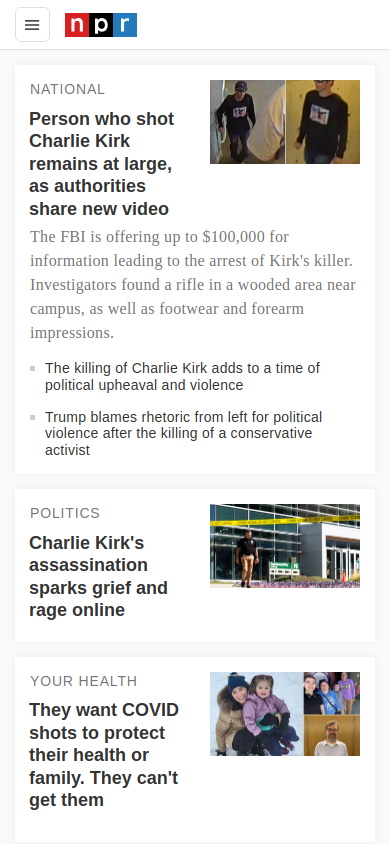 npr
NATIONAL
Person who shot
Charlie Kirk
remains at large,
as authorities
share new video
The FBI is offering up to $100,000 for
information leading to the arrest of Kirk's killer.
Investigators found a rifle in a wooded area near
campus, as well as footwear and forearm
impressions.
The killing of Charlie Kirk adds to a time of
political upheaval and violence
Trump blames rhetoric from left for political
violence after the killing of a conservative
activist
POLITICS
Charlie Kirk's
assassination
sparks grief and
rage online
YOUR HEALTH
They want COVID
shots to protect
their health or
family. They can't
get them